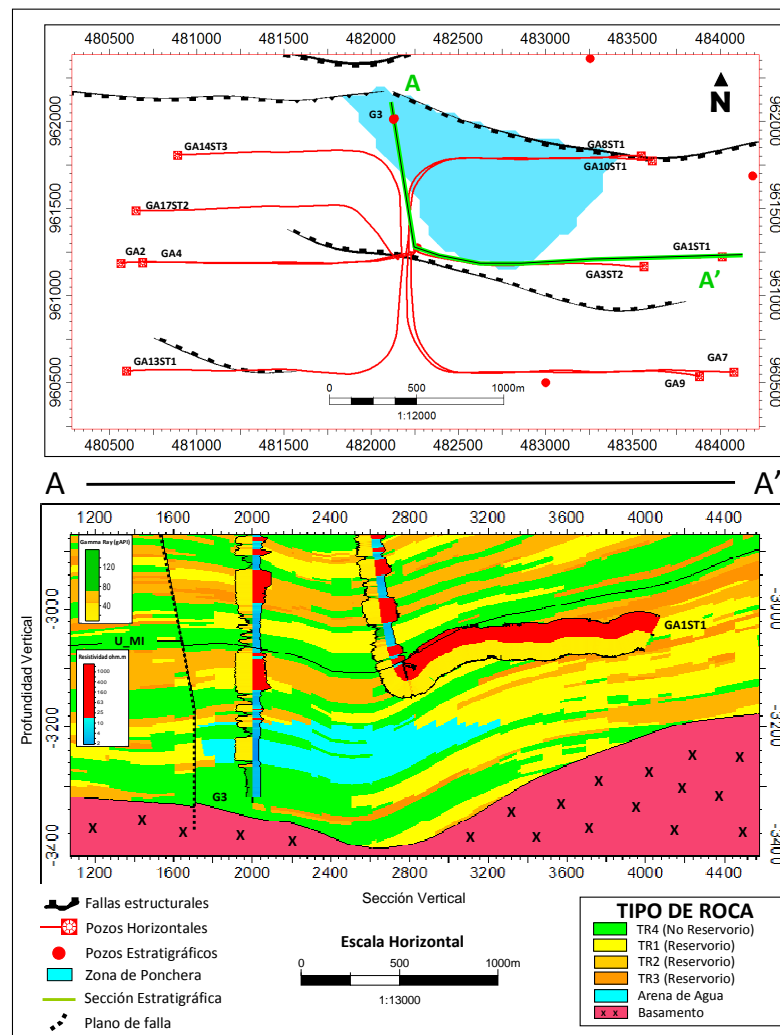 480500 481000 481500 482100 482500 483000 483500 484000
A
N
G3
GA8ST1
GA10ST1
GA14ST3
GA17ST2
GA2 GA4
GA1ST1
GA3ST2
A’
GA13ST1
GA7
GA9
962000 961500 961000 960500
962000 961500 961000 960500
0 500 1000m
1:12000
480500 481000 481500 482100 482500 483000 483500 484000
A A’
1200 1600 2000 2400 2800 3200 3600 4000 4400
Gamma Ray (gAPI)
120
80
40
U_MI
Resistividad ohm.m
1000
400
160
63
25
10
4
2
GA1ST1
G3
Profundidad Vertical
-3000 -3200 -3400
-3000 -3200 -3400
x x x x x x x x x x x x x x x x x
1200 1600 2000 2400 2800 3200 3600 4000 4400
Sección Vertical
Fallas estructurales
Pozos Horizontales
Pozos Estratigráficos
Zona de Ponchera
Sección Estratigráfica
Plano de falla
Escala Horizontal
0 500 1000m
1:13000
TIPO DE ROCA
TR4 (No Reservorio)
TR1 (Reservorio)
TR2 (Reservorio)
TR3 (Reservorio)
Arena de Agua
x x Basamento